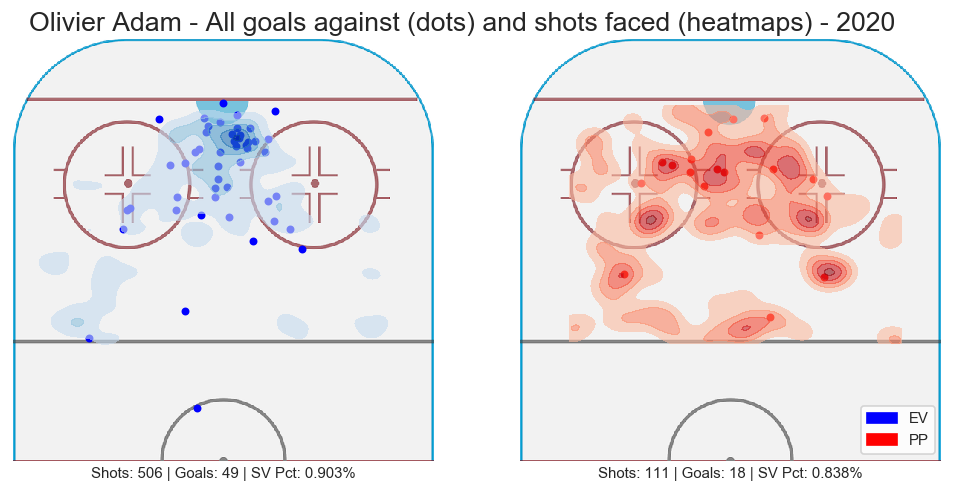 Olivier Adam - All goals against (dots) and shots faced (heatmaps) - 2020
EV
PP
Shots: 506 | Goals: 49 | SV Pct: 0.903%
Shots: 111 | Goals: 18 | SV Pct: 0.838%